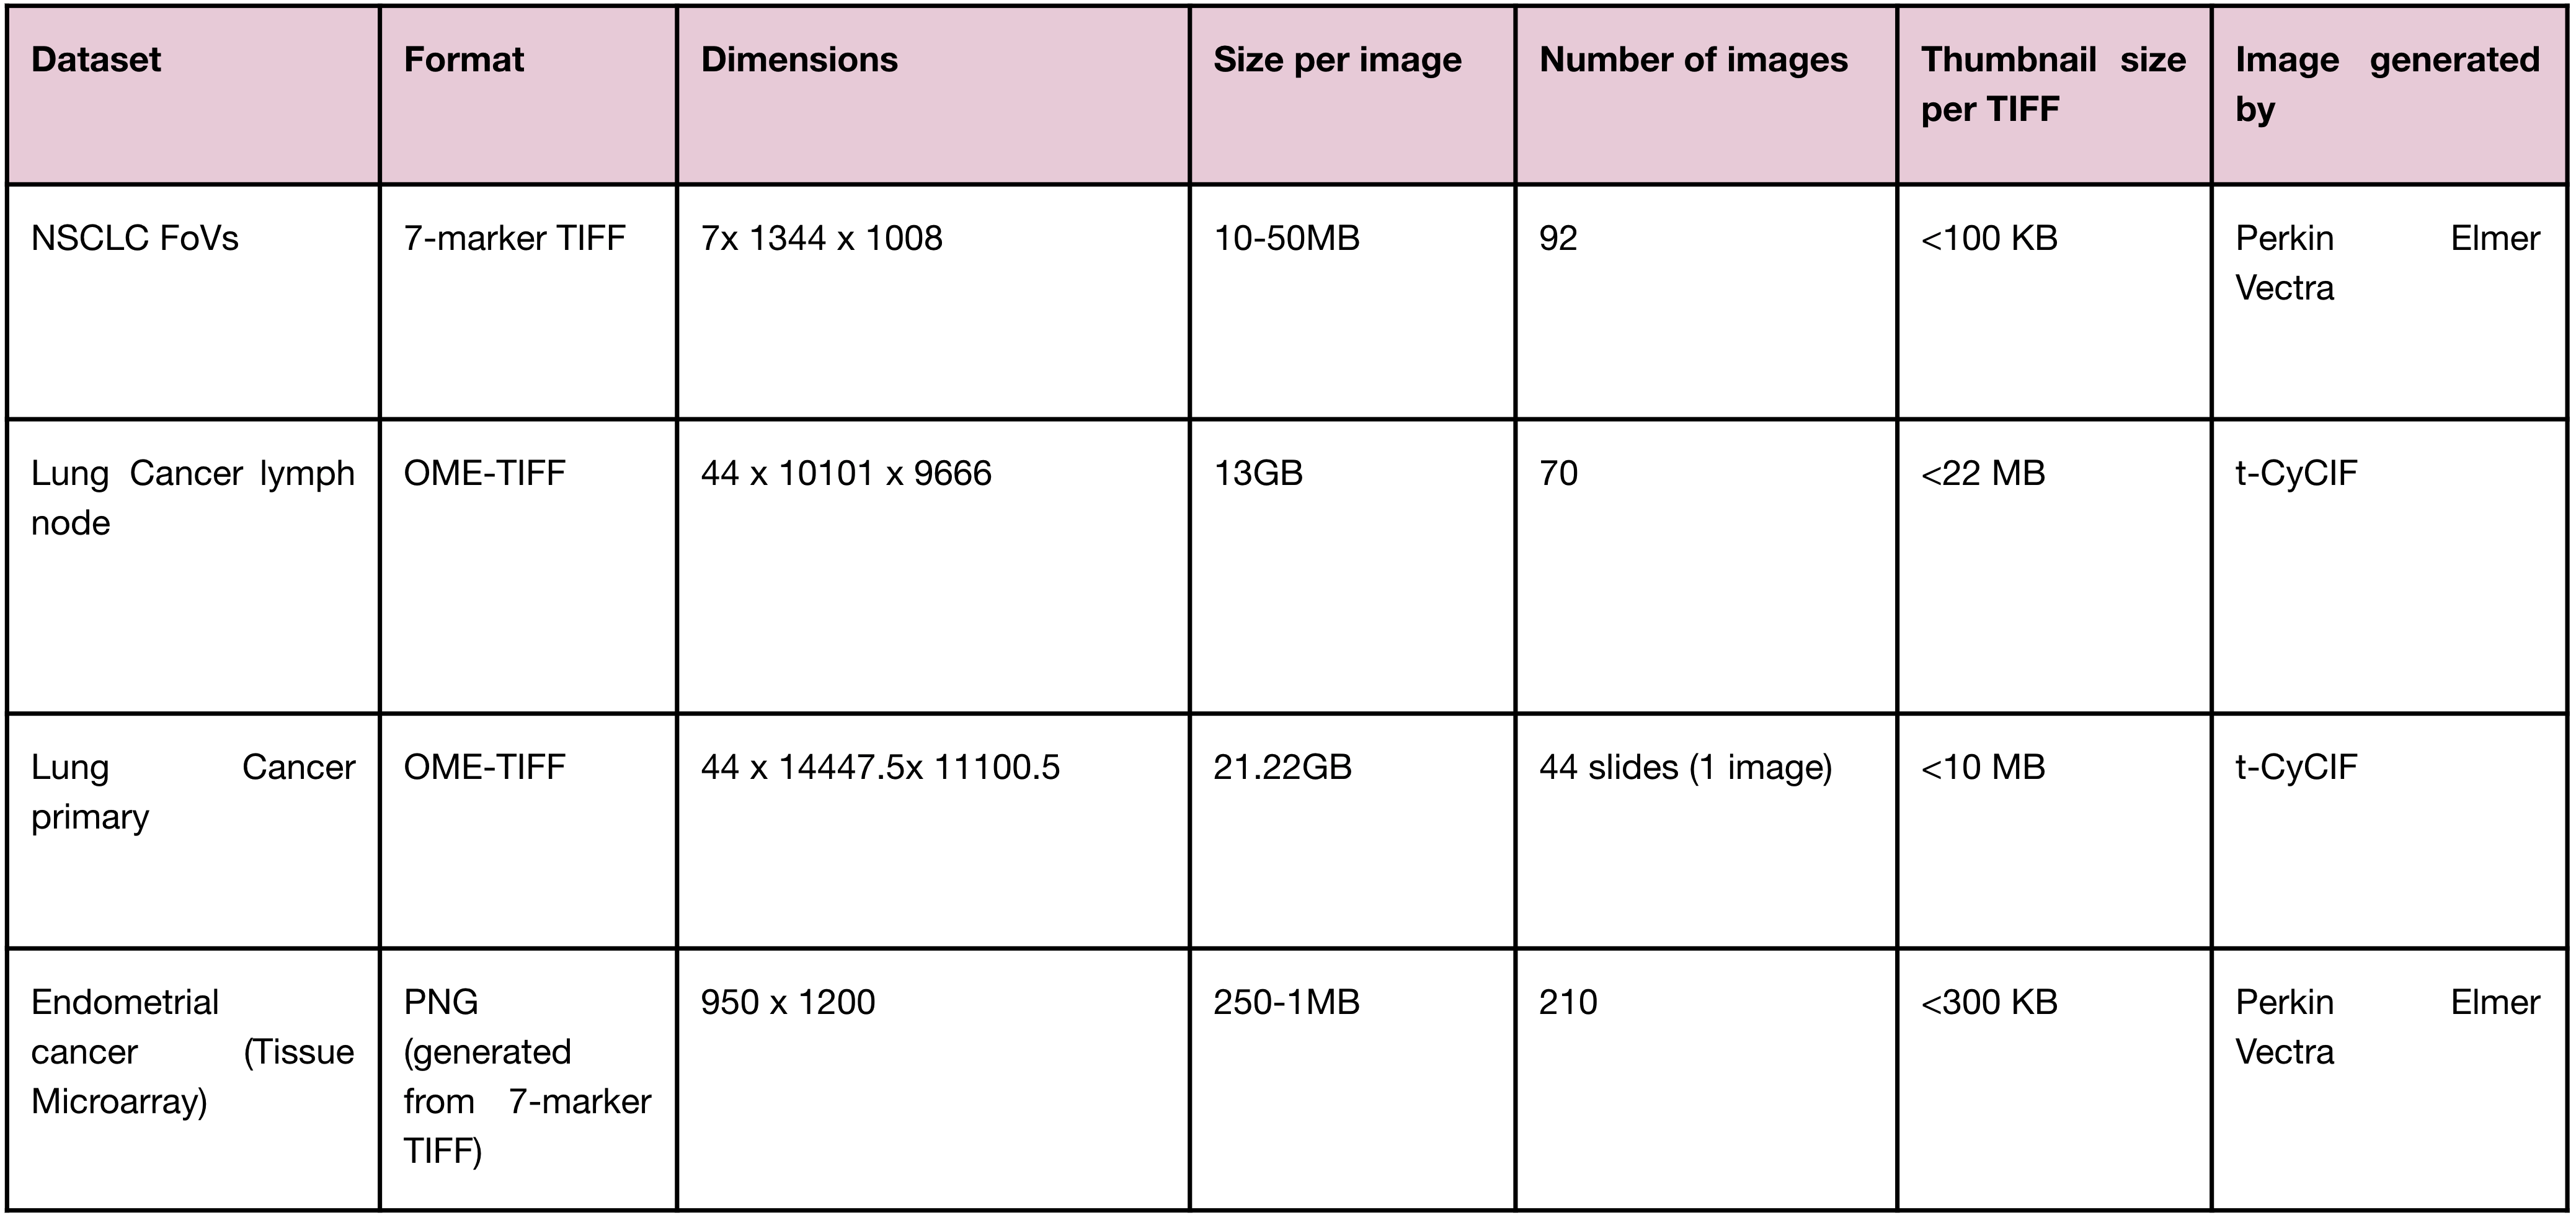 Dataset
Format
Dimensions
Size per image
Number of images
Thumbnail size
per TIFF
Image generated
by
NSCLC FoVs
7-marker TIFF
7x 1344 x 1008
10-50MB
92
<100 KB
Perkin Elmer
Vectra
Lung Cancer lymph
node
OME-TIFF
44 x 10101 x 9666
13GB
70
<22 MB
t-CyCIF
Lung Cancer
primary
OME-TIFF
44 x 14447.5x 11100.5
21.22GB
44 slides (1 image)
<10 MB
t-CyCIF
Endometrial
cancer (Tissue
Microarray)
PNG
(generated
from 7-marker
TIFF)
950 x 1200
250-1MB
210
<300 KB
Perkin Elmer
Vectra